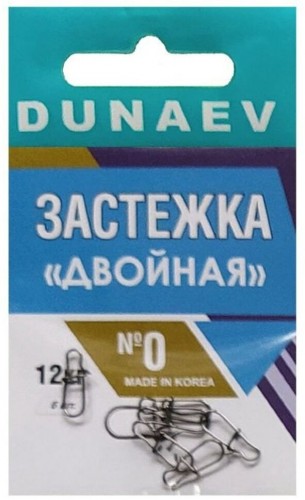 DUNAEV
ЗАСТЕЖКА
«ДВОЙНАЯ»
№0
MADE IN KOREA
12